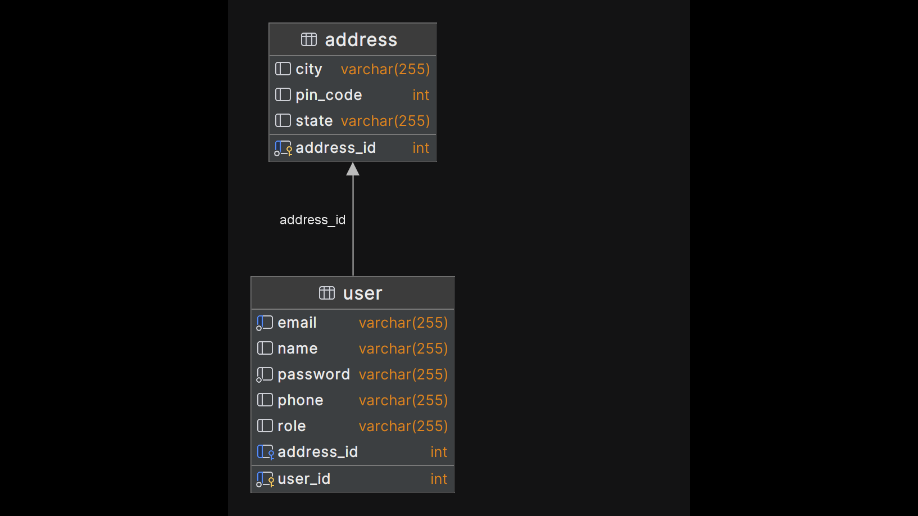 address
city varchar(255)
pin_code int
state varchar(255)
address_id int
address_id
user
email varchar(255)
name varchar(255)
password varchar(255)
phone varchar(255)
role varchar(255)
address_id int
user_id int